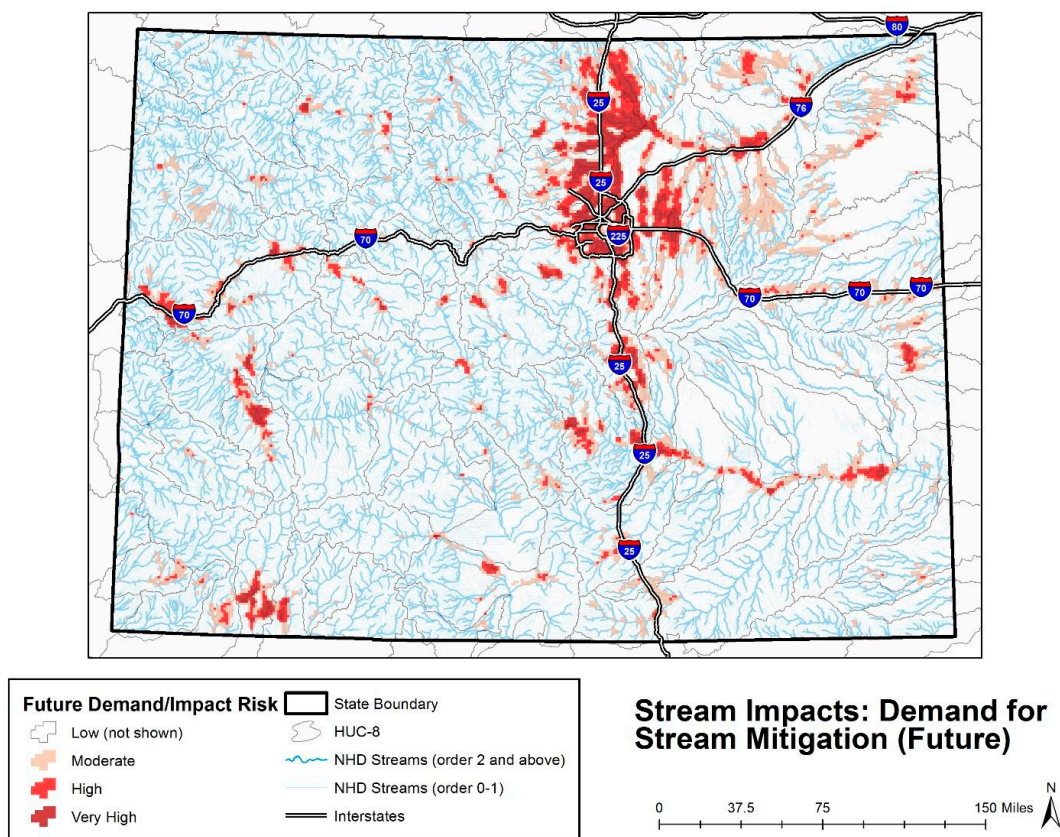 80
25
76
25
225
70
70
70
70
70
25
25
25
Future Demand/Impact Risk
Low (not shown)
Moderate
High
Very High
State Boundary
HUC-8
NHD Streams (order 2 and above)
NHD Streams (order 0-1)
Interstates
Stream Impacts: Demand for
Stream Mitigation (Future)
N
0 37.5 75 150 Miles